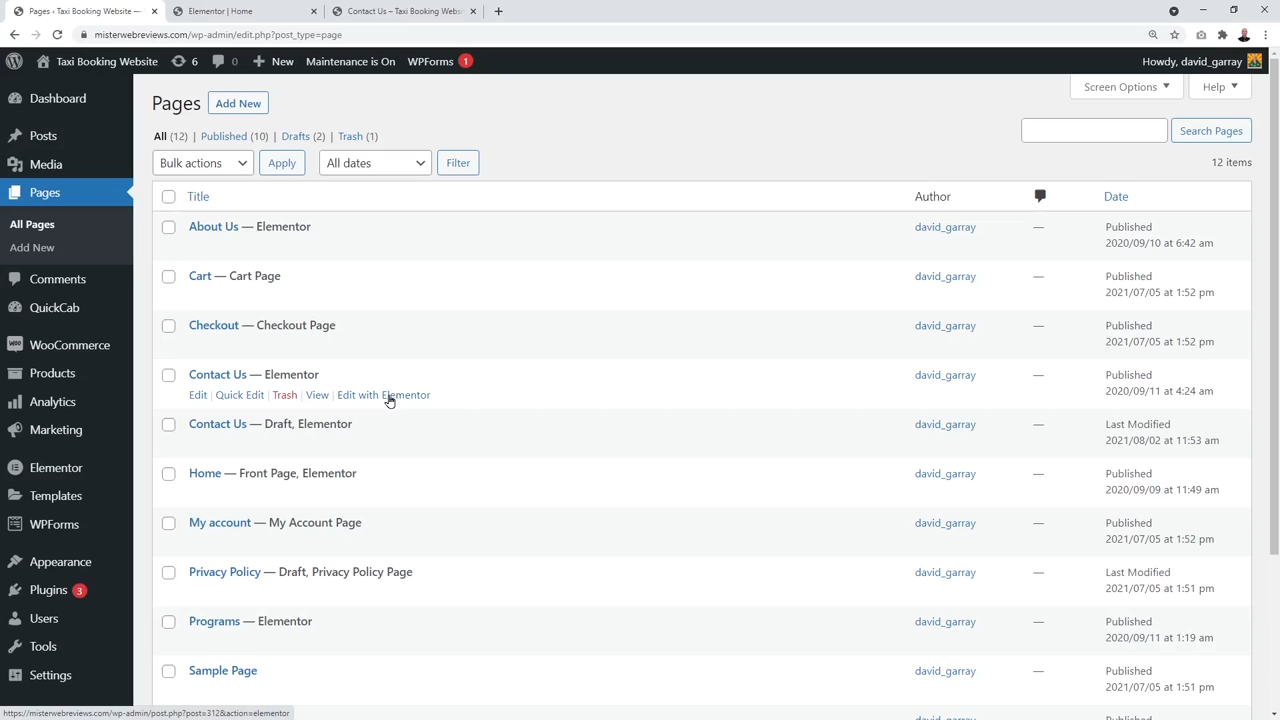 Pages ‹ Taxi Booking Website —
Elementor | Home
Contact Us – Taxi Booking Websit
misterwebreviews.com/wp-admin/edit.php?post_type=page
Taxi Booking Website 6 0 New Maintenance is On WPForms 1 Howdy, david_garray
Dashboard
Posts
Media
Pages
All Pages
Add New
Comments
QuickCab
WooCommerce
Products
Analytics
Marketing
Elementor
Templates
WPForms
Appearance
Plugins 3
Users
Tools
Settings
Screen Options Help
Pages Add New
All (12) | Published (10) | Drafts (2) | Trash (1)
Search Pages
Bulk actions Apply All dates Filter 12 items
Title Author Date
About Us — Elementor david_garray — Published
2020/09/10 at 6:42 am
Cart — Cart Page david_garray — Published
2021/07/05 at 1:52 pm
Checkout — Checkout Page david_garray — Published
2021/07/05 at 1:52 pm
Contact Us — Elementor david_garray — Published
Edit | Quick Edit | Trash | View | Edit with Elementor 2020/09/11 at 4:24 am
Contact Us — Draft, Elementor david_garray — Last Modified
2021/08/02 at 11:53 am
Home — Front Page, Elementor david_garray — Published
2020/09/09 at 11:49 am
My account — My Account Page david_garray — Published
2021/07/05 at 1:52 pm
Privacy Policy — Draft, Privacy Policy Page david_garray — Last Modified
2021/07/05 at 1:51 pm
Programs — Elementor david_garray — Published
2020/09/11 at 1:19 am
Sample Page david_garray — Published
2021/07/05 at 1:51 pm
https://misterwebreviews.com/wp-admin/post.php?post=312&action=elementor